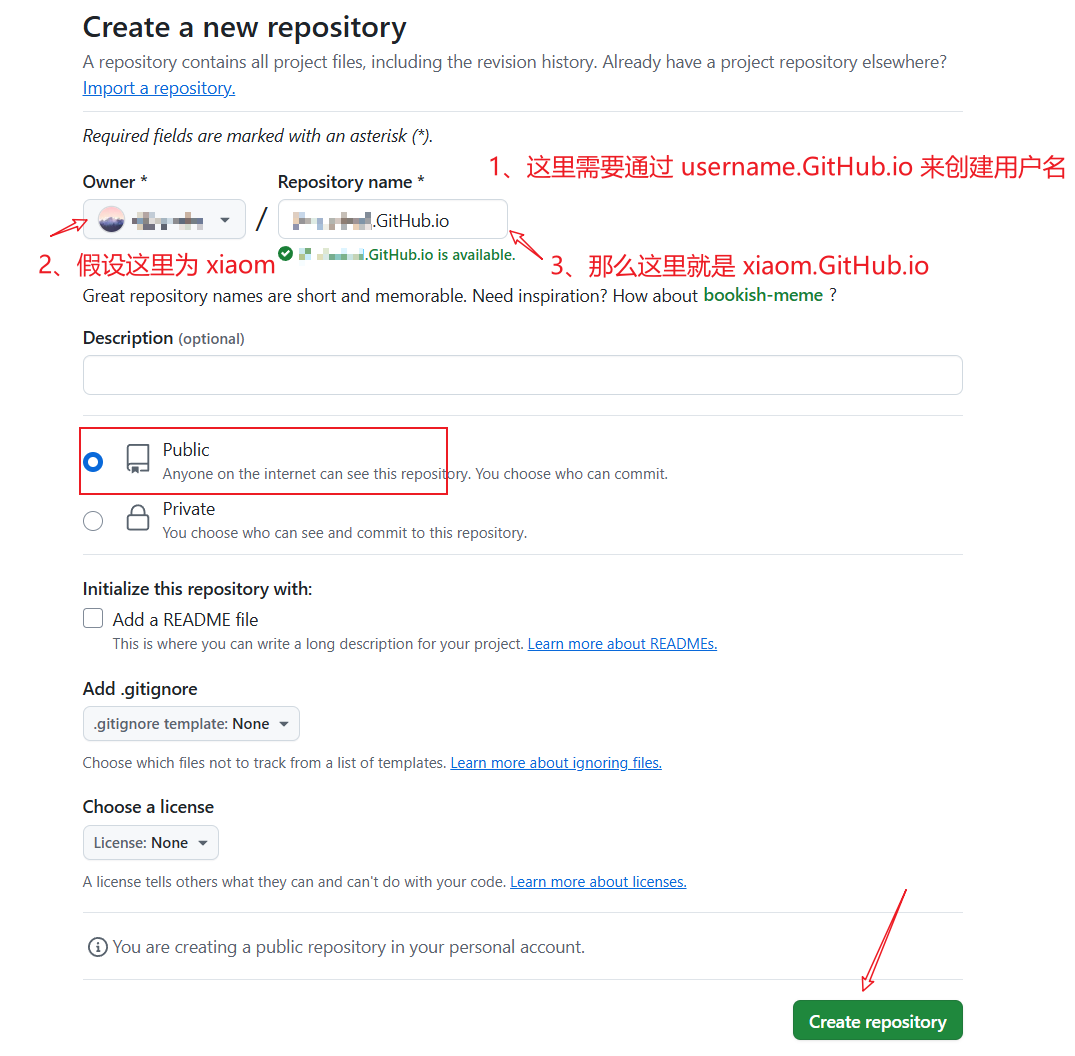 Create a new repository
A repository contains all project files, including the revision history. Already have a project repository elsewhere?
Import a repository.
Required fields are marked with an asterisk (*).
1、这里需要通过 username.GitHub.io 来创建用户名
Owner *
Repository name *
/
.GitHub.io
2、假设这里为 xiaom
.GitHub.io is available.
3、那么这里就是 xiaom.GitHub.io
Great repository names are short and memorable. Need inspiration? How about bookish-meme ?
Description (optional)
Public
Anyone on the internet can see this repository. You choose who can commit.
Private
You choose who can see and commit to this repository.
Initialize this repository with:
Add a README file
This is where you can write a long description for your project. Learn more about READMEs.
Add .gitignore
.gitignore template: None
Choose which files not to track from a list of templates. Learn more about ignoring files.
Choose a license
License: None
A license tells others what they can and can't do with your code. Learn more about licenses.
You are creating a public repository in your personal account.
Create repository